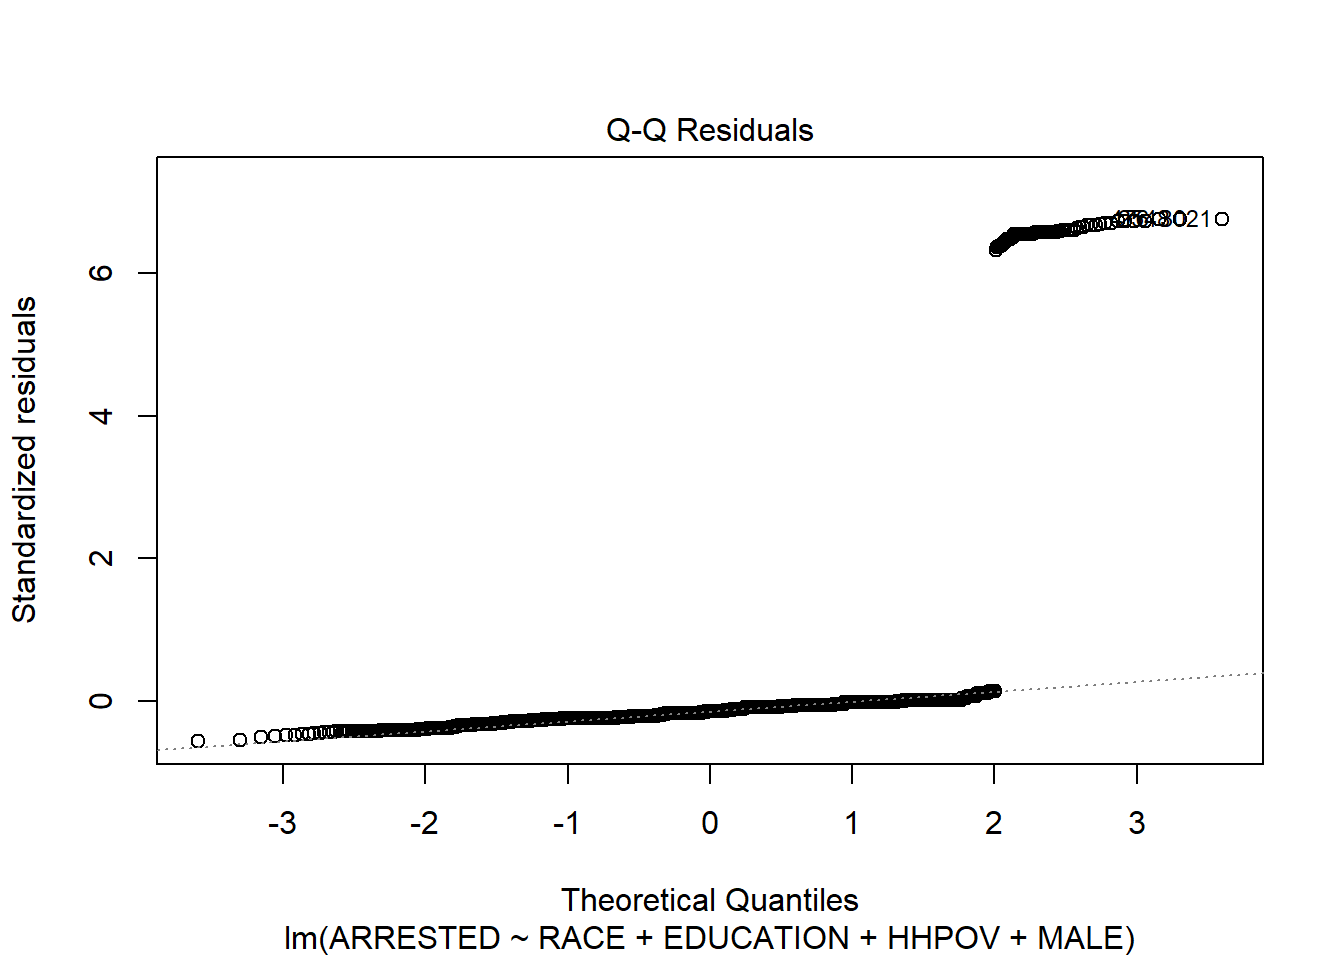 Q-Q Residuals
Standardized residuals
6
4
2
0
-3 -2 -1 0 1 2 3
Theoretical Quantiles
lm(ARRESTED ~ RACE + EDUCATION + HHPOV + MALE)